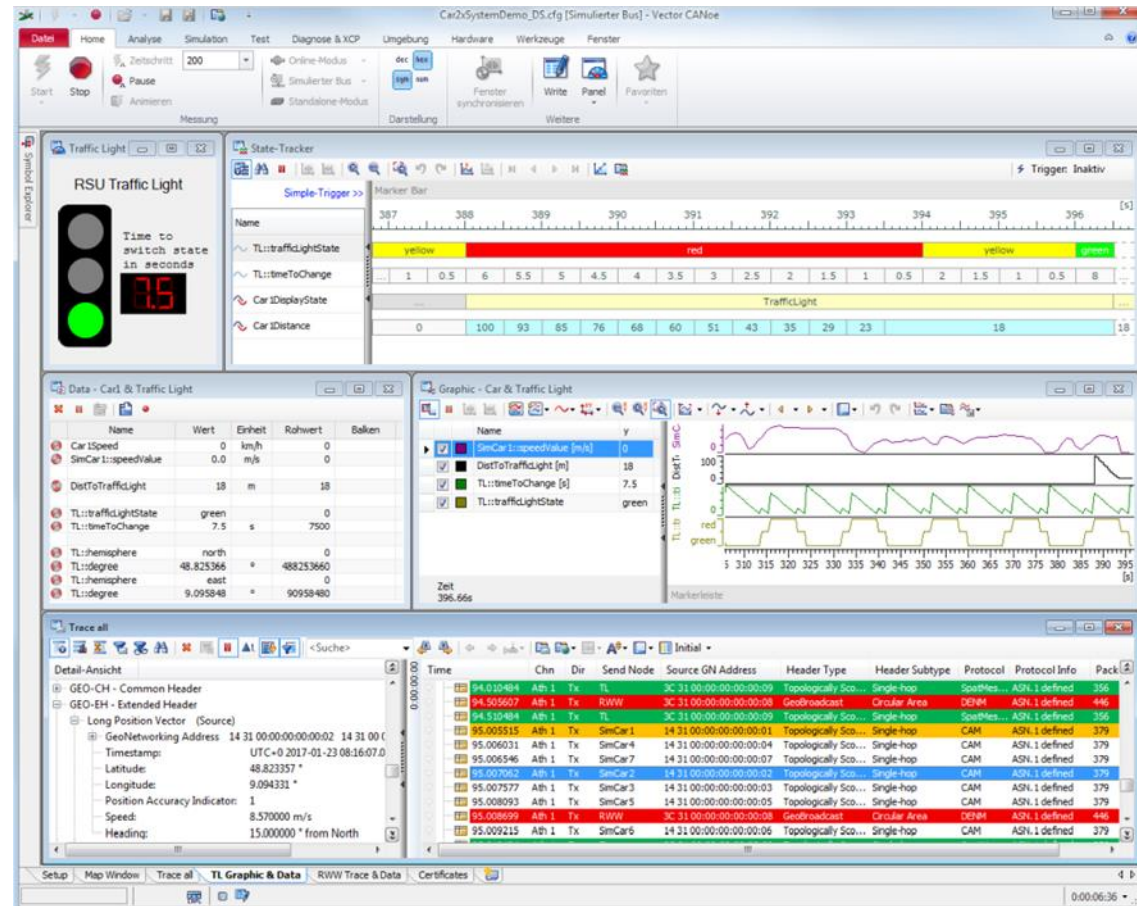 Car2xSystemDemo_DS.cfg [Simulierter Bus] - Vector CANoe
Datei Home Analyse Simulation Test Diagnose & XCP Umgebung Hardware Werkzeuge Fenster
Start Stop Zeitschritt 200 Pause Animieren Online-Modus Simulierter Bus Standalone-Modus dec hex sym num Fenster synchronisieren Write Panel Favoriten
Messung Darstellung Weitere
Symbol Explorer
Traffic Light
RSU Traffic Light
Time to
switch state
in seconds
7.5
State-Tracker
Trigger: Inaktiv
Simple-Trigger >> Marker Bar
Name 387 388 389 390 391 392 393 394 395 396 [s]
TL::trafficLightState yellow red yellow green
TL::timeToChange ... 1 0.5 6 5.5 5 4.5 4 3.5 3 2.5 2 1.5 1 0.5 2 1.5 1 0.5 8 ...
Car1DisplayState ... TrafficLight ...
Car1Distance 0 100 93 85 76 68 60 51 43 35 29 23 18 18
Data - Car1 & Traffic Light
Name Wert Einheit Rohwert Balken
Car1Speed 0 km/h 0
SimCar1::speedValue 0.0 m/s 0
DistToTrafficLight 18 m 18
TL::trafficLightState green 0
TL::timeToChange 7.5 s 7500
TL::hemisphere north 0
TL::degree 48.825366 ° 488253660
TL::hemisphere east 0
TL::degree 9.095848 ° 90958480
Graphic - Car & Traffic Light
Name y
SimCar1::speedValue [m/s] 0
DistToTrafficLight [m] 18
TL::timeToChange [s] 7.5
TL::trafficLightState green
Zeit
396.66s
SimC 0
DistT 100 0
TL::ti 0
TL::t red green
5 310 315 320 325 330 335 340 345 350 355 360 365 370 375 380 385 390 395
[s]
Markerleiste
Trace all
<Suche> Initial
Detail-Ansicht
GEO-CH - Common Header
GEO-EH - Extended Header
Long Position Vector (Source)
GeoNetworking Address 14 31 00:00:00:00:00:02 14 31 00
Timestamp: UTC+0 2017-01-23 08:16:07.0
Latitude: 48.823357 °
Longitude: 9.094331 °
Position Accuracy Indicator: 1
Speed: 8.570000 m/s
Heading: 15.000000 ° from North
Time Chn Dir Send Node Source GN Address Header Type Header Subtype Protocol Protocol Info Pack
94.010484 Ath 1 Tx TL 3C 31 00:00:00:00:00:09 Topologically Sco... Single-hop SpatMes... ASN.1 defined 356
94.505607 Ath 1 Tx RWW 3C 31 00:00:00:00:00:08 GeoBroadcast Circular Area DENM ASN.1 defined 446
94.510484 Ath 1 Tx TL 3C 31 00:00:00:00:00:09 Topologically Sco... Single-hop SpatMes... ASN.1 defined 356
95.005515 Ath 1 Tx SimCar1 14 31 00:00:00:00:00:01 Topologically Sco... Single-hop CAM ASN.1 defined 379
95.006031 Ath 1 Tx SimCar4 14 31 00:00:00:00:00:04 Topologically Sco... Single-hop CAM ASN.1 defined 379
95.006546 Ath 1 Tx SimCar7 14 31 00:00:00:00:00:07 Topologically Sco... Single-hop CAM ASN.1 defined 379
95.007062 Ath 1 Tx SimCar2 14 31 00:00:00:00:00:02 Topologically Sco... Single-hop CAM ASN.1 defined 379
95.007577 Ath 1 Tx SimCar3 14 31 00:00:00:00:00:03 Topologically Sco... Single-hop CAM ASN.1 defined 379
95.008093 Ath 1 Tx SimCar5 14 31 00:00:00:00:00:05 Topologically Sco... Single-hop CAM ASN.1 defined 379
95.008699 Ath 1 Tx RWW 3C 31 00:00:00:00:00:08 GeoBroadcast Circular Area DENM ASN.1 defined 446
95.009215 Ath 1 Tx SimCar6 14 31 00:00:00:00:00:06 Topologically Sco... Single-hop CAM ASN.1 defined 379
Setup Map Window Trace all TL Graphic & Data RWW Trace & Data Certificates
0:00:06:36